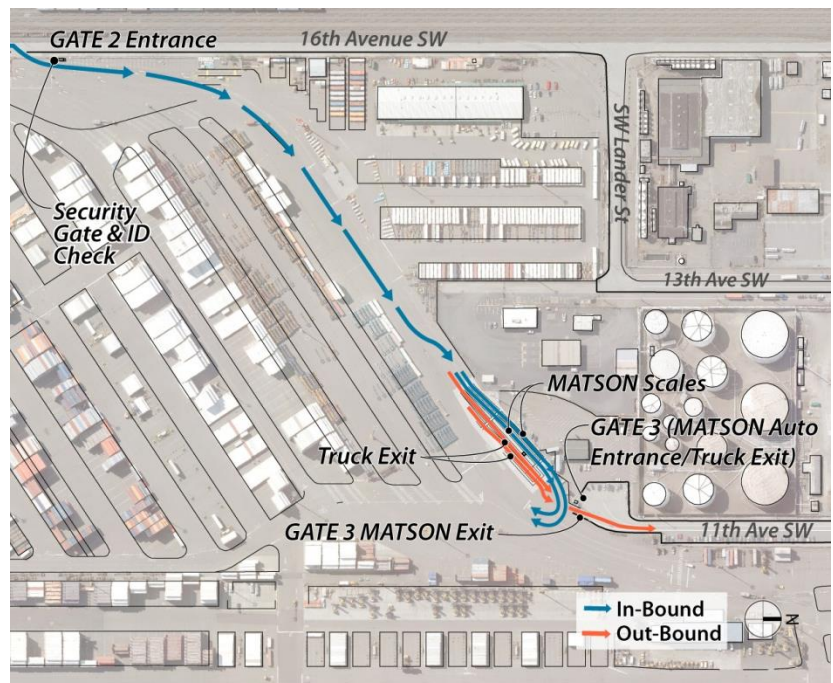 GATE 2 Entrance
16th Avenue SW
SW Lander St
Security
Gate & ID
Check
13th Ave SW
MATSON Scales
GATE 3 (MATSON Auto
Entrance/Truck Exit)
Truck Exit
GATE 3 MATSON Exit
11th Ave SW
In-Bound
Out-Bound
N